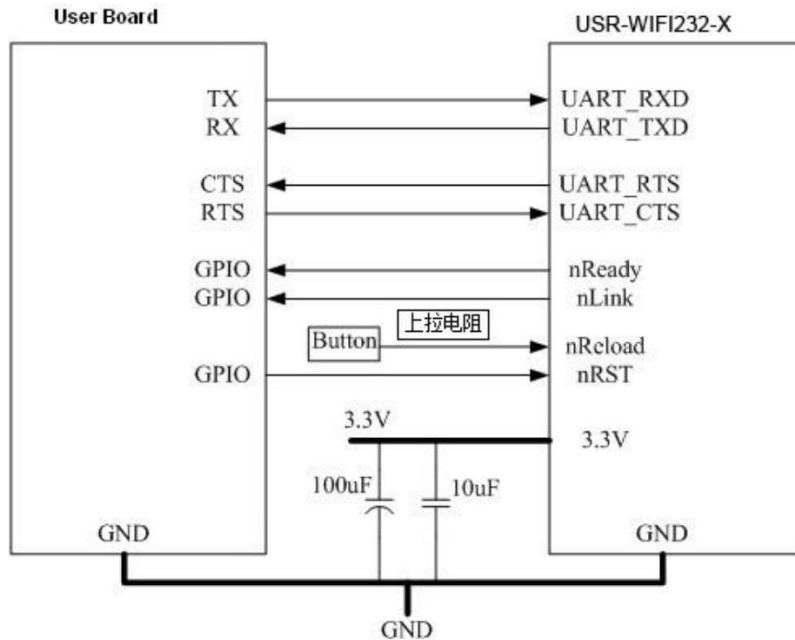 User Board
USR-WIFI232-X
TX
UART_RXD
RX
UART_TXD
CTS
UART_RTS
RTS
UART_CTS
GPIO
nReady
GPIO
nLink
上拉电阻
Button
nReload
GPIO
nRST
3.3V
3.3V
100uF
10uF
GND
GND
GND